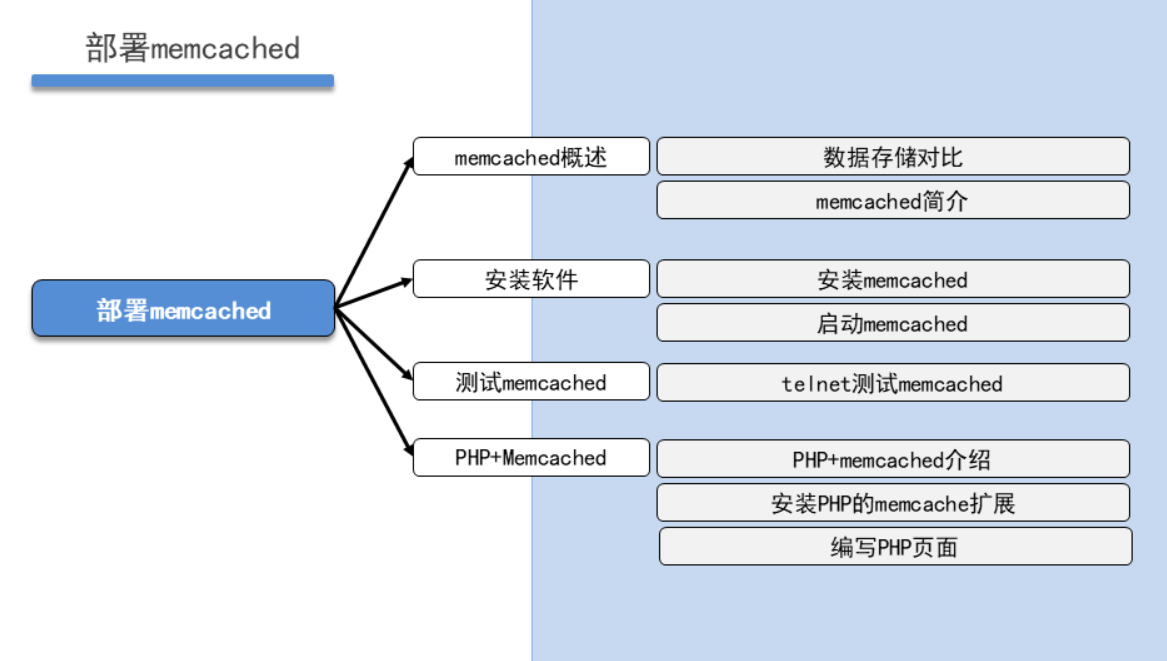 部署memcached
memcached概述
数据存储对比
memcached简介
部署memcached
安装软件
安装memcached
启动memcached
测试memcached
telnet测试memcached
PHP+Memcached
PHP+memcached介绍
安装PHP的memcache扩展
编写PHP页面